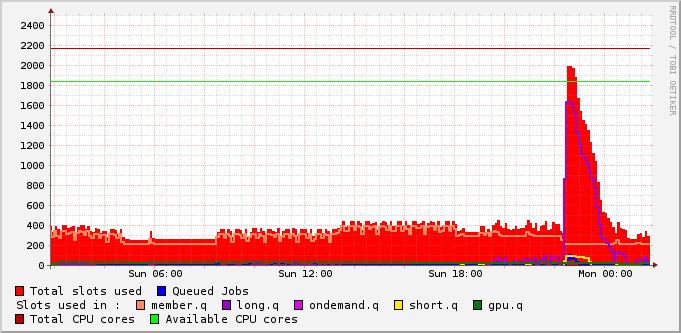 2400
2200
2000
1800
1600
1400
1200
1000
800
600
400
200
0
Sun 06:00 Sun 12:00 Sun 18:00 Mon 00:00
Total slots used Queued Jobs
Slots used in : member.q long.q ondemand.q short.q gpu.q
Total CPU cores Available CPU cores
RRDTOOL / TOBI OETIKER